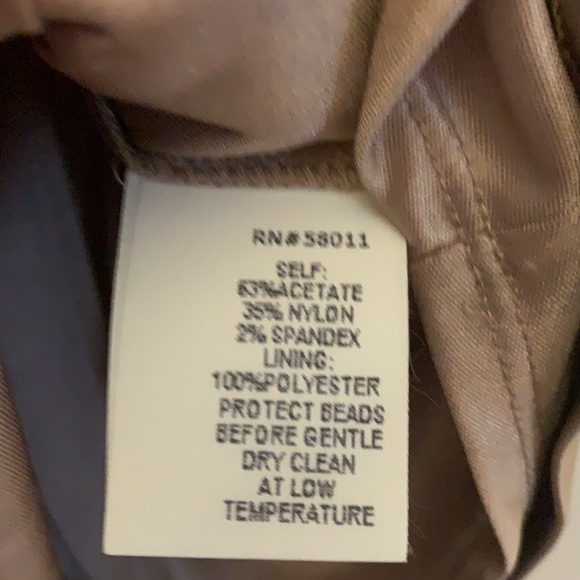 RN#58011
SELF:
63%ACETATE
35% NYLON
2% SPANDEX
LINING:
100%POLYESTER
PROTECT BEADS
BEFORE GENTLE
DRY CLEAN
AT LOW
TEMPERATURE